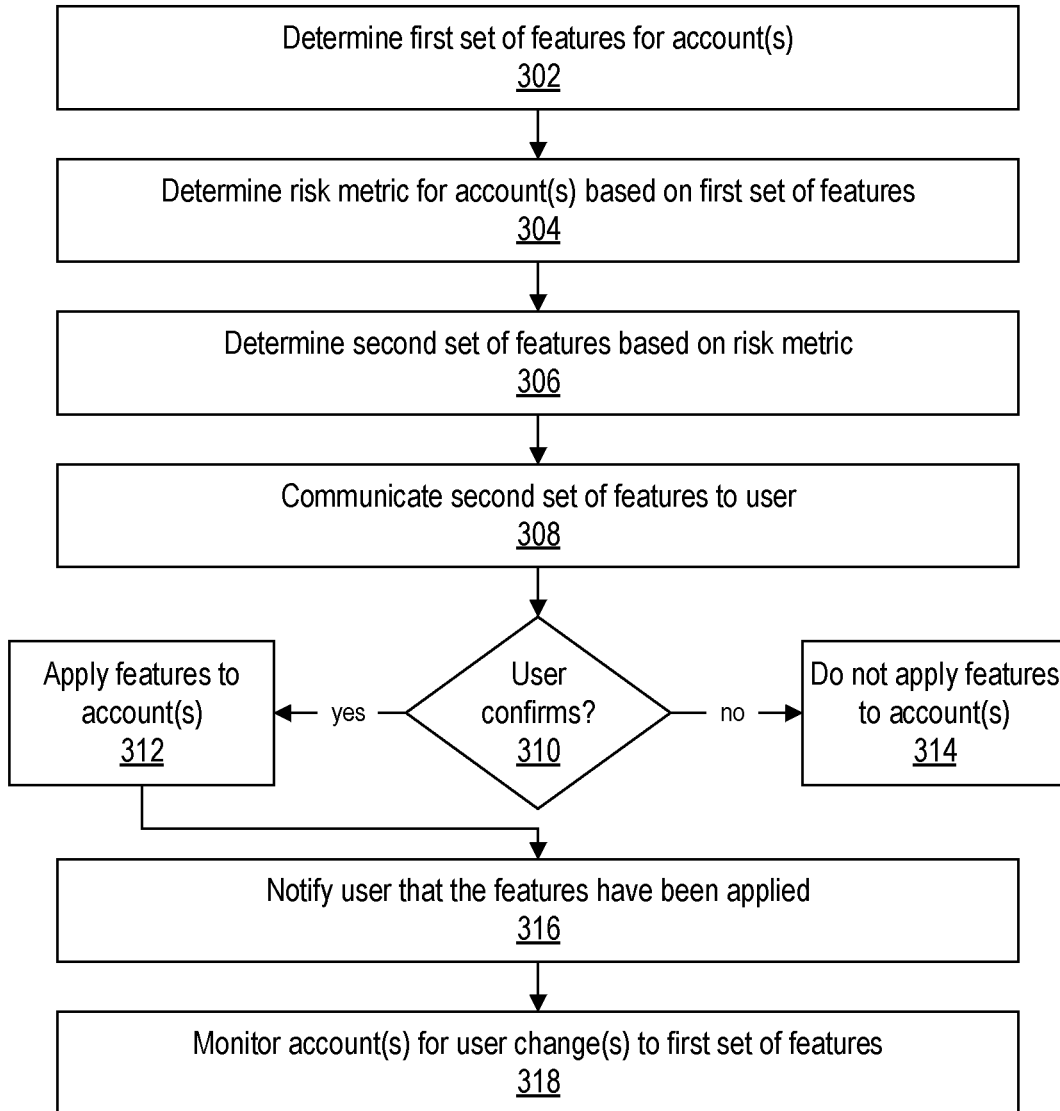 Determine first set of features for account(s)
302
Determine risk metric for account(s) based on first set of features
304
Determine second set of features based on risk metric
306
Communicate second set of features to user
308
User
confirms?
310
yes
no
Apply features to
account(s)
312
Do not apply features
to account(s)
314
Notify user that the features have been applied
316
Monitor account(s) for user change(s) to first set of features
318